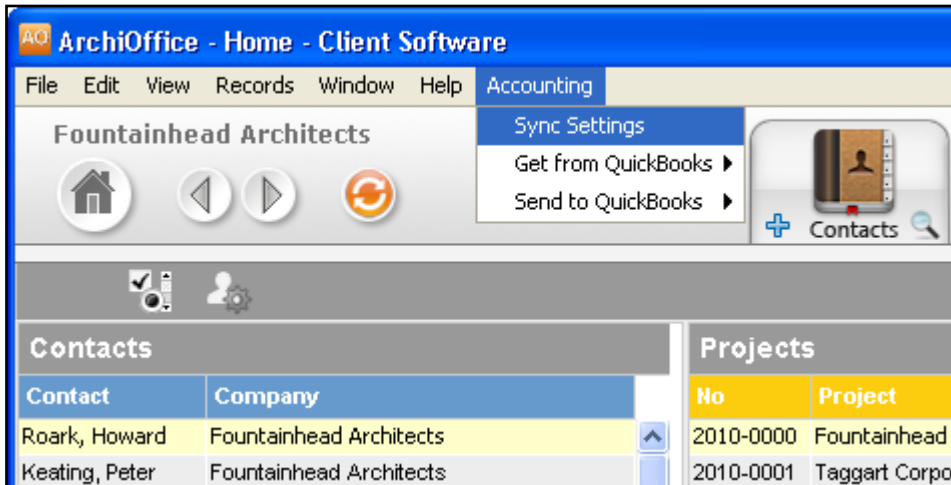 AO ArchiOffice - Home - Client Software
File Edit View Records Window Help Accounting
Fountainhead Architects
Sync Settings
Get from QuickBooks
Send to QuickBooks
Contacts
Contacts Projects
Contact Company No Project
Roark, Howard Fountainhead Architects 2010-0000 Fountainhead
Keating, Peter Fountainhead Architects 2010-0001 Taggart Corpo